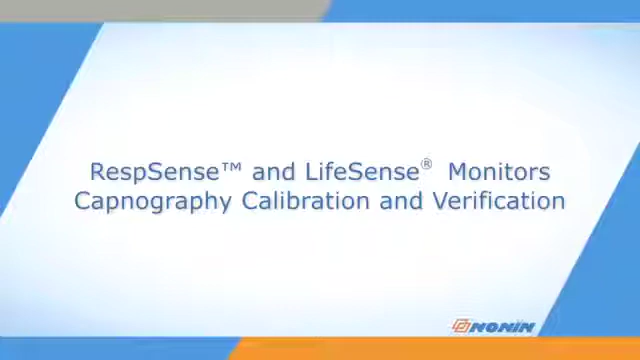 RespSense™ and LifeSense® Monitors
Capnography Calibration and Verification
NONIN